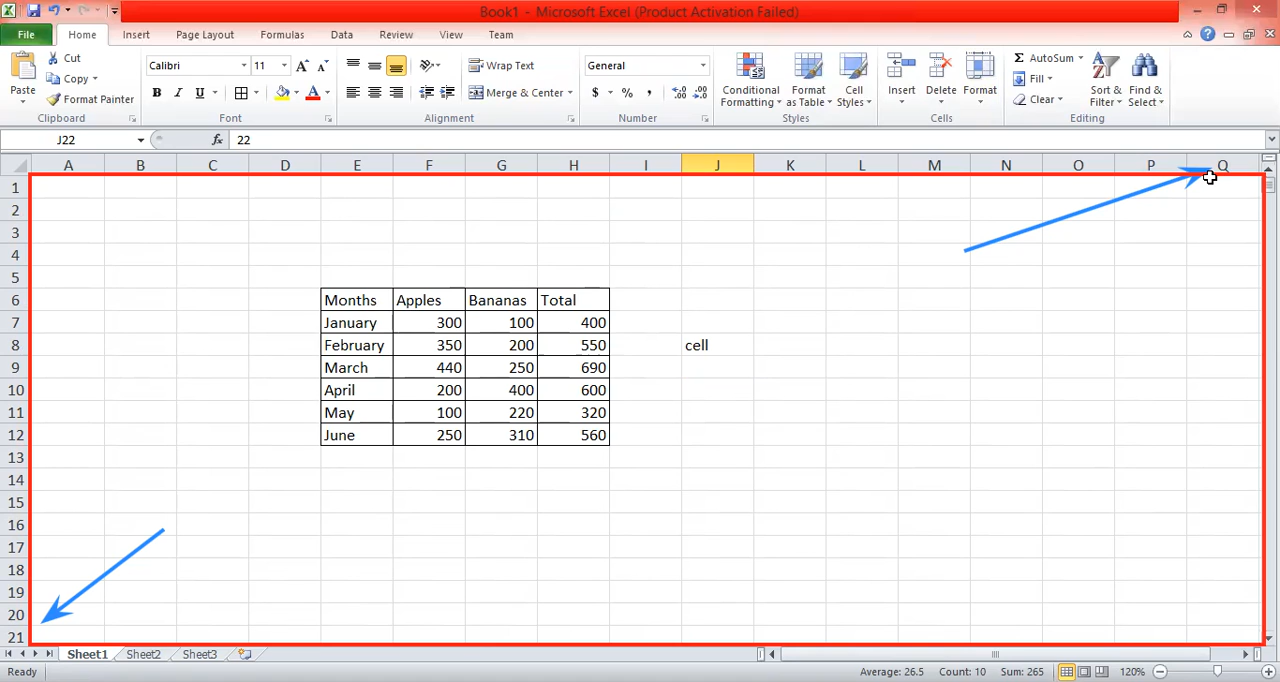 Book1 - Microsoft Excel (Product Activation Failed)
File Home Insert Page Layout Formulas Data Review View Team
Cut
Copy
Format Painter
Paste
Clipboard
Calibri 11
B I U A
Font
Wrap Text
Merge & Center
Alignment
General
$ % ,
Number
Conditional Formatting
Format as Table
Cell Styles
Styles
Insert Delete Format
Cells
Σ AutoSum
Fill
Clear
Sort & Filter
Find & Select
Editing
J22 fx 22
A B C D E F G H I J K L M N O P Q
1
2
3
4
5
6 Months Apples Bananas Total
7 January 300 100 400
8 February 350 200 550 cell
9 March 440 250 690
10 April 200 400 600
11 May 100 220 320
12 June 250 310 560
13
14
15
16
17
18
19
20
21
Sheet1 Sheet2 Sheet3
Ready Average: 26.5 Count: 10 Sum: 265 120%